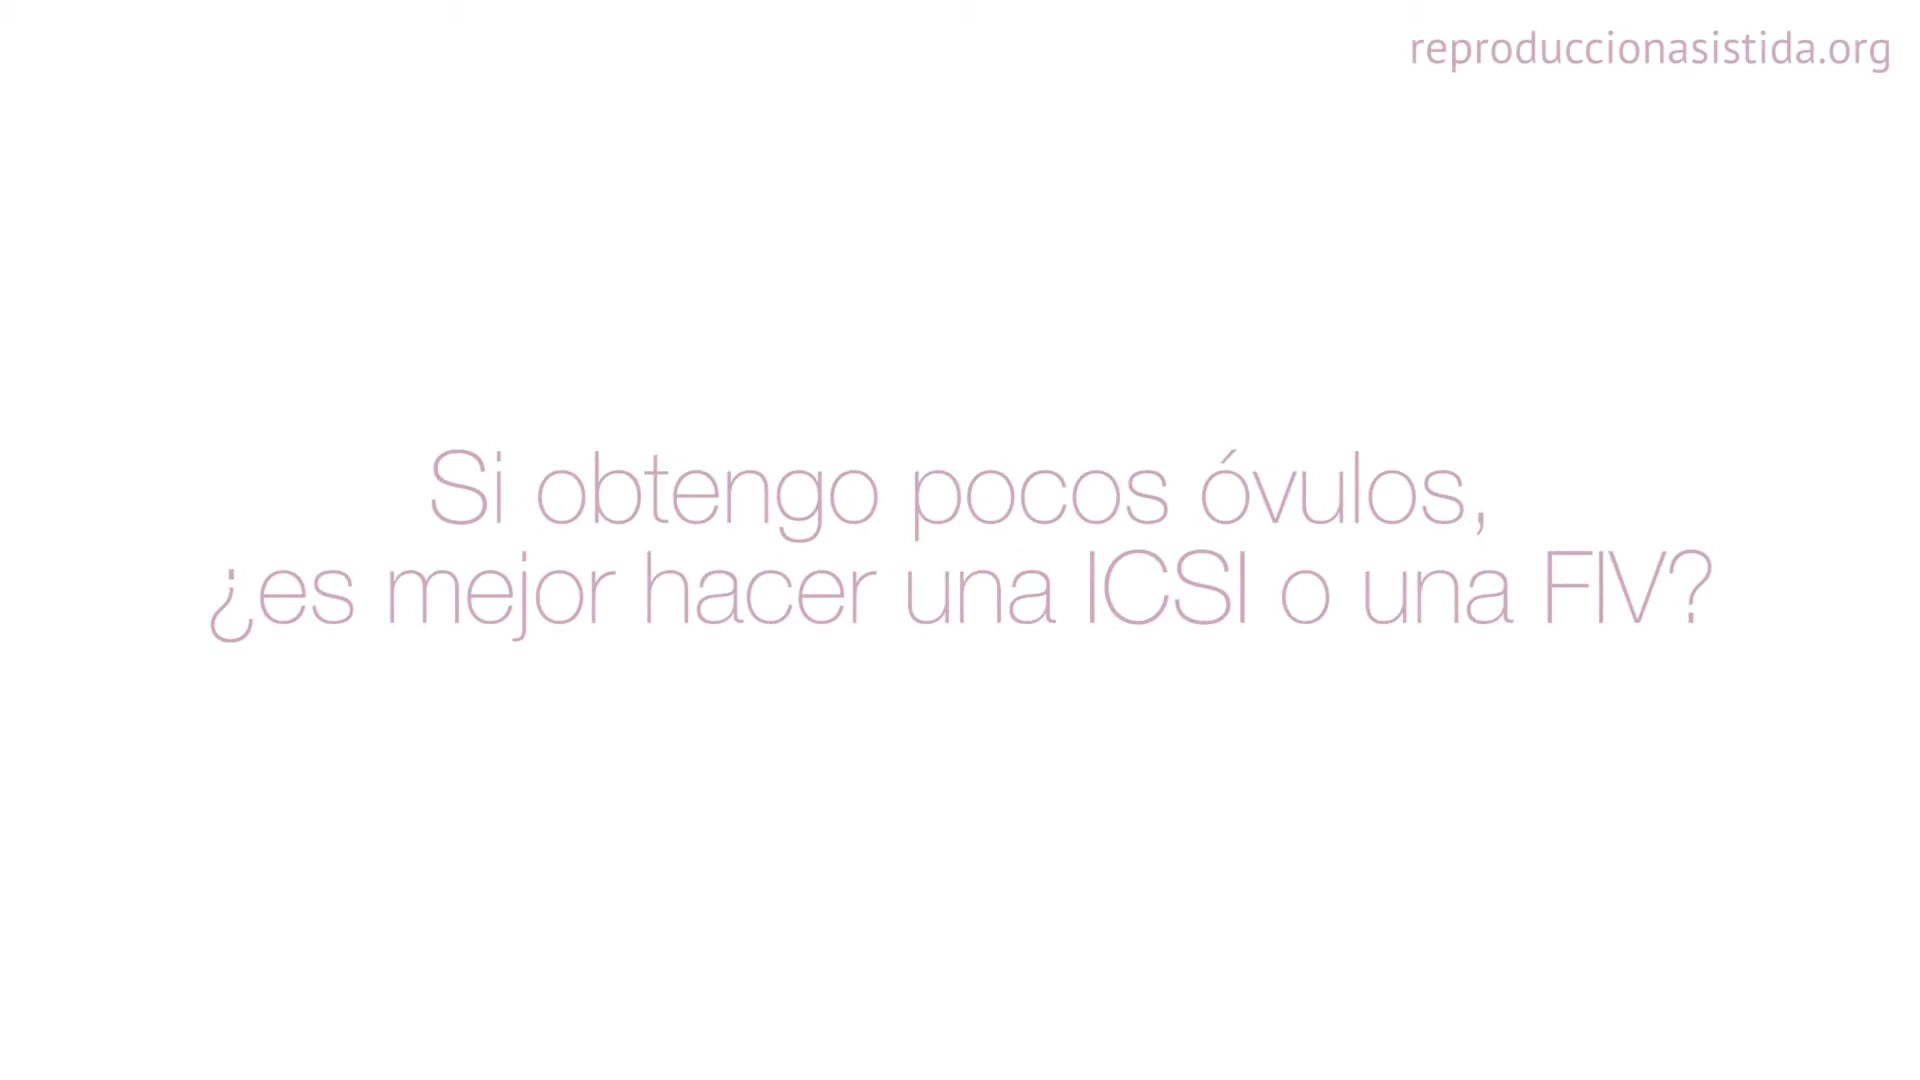 reproduccionasistida.org
Si obtengo pocos óvulos,
¿es mejor hacer una ICSI o una FIV?